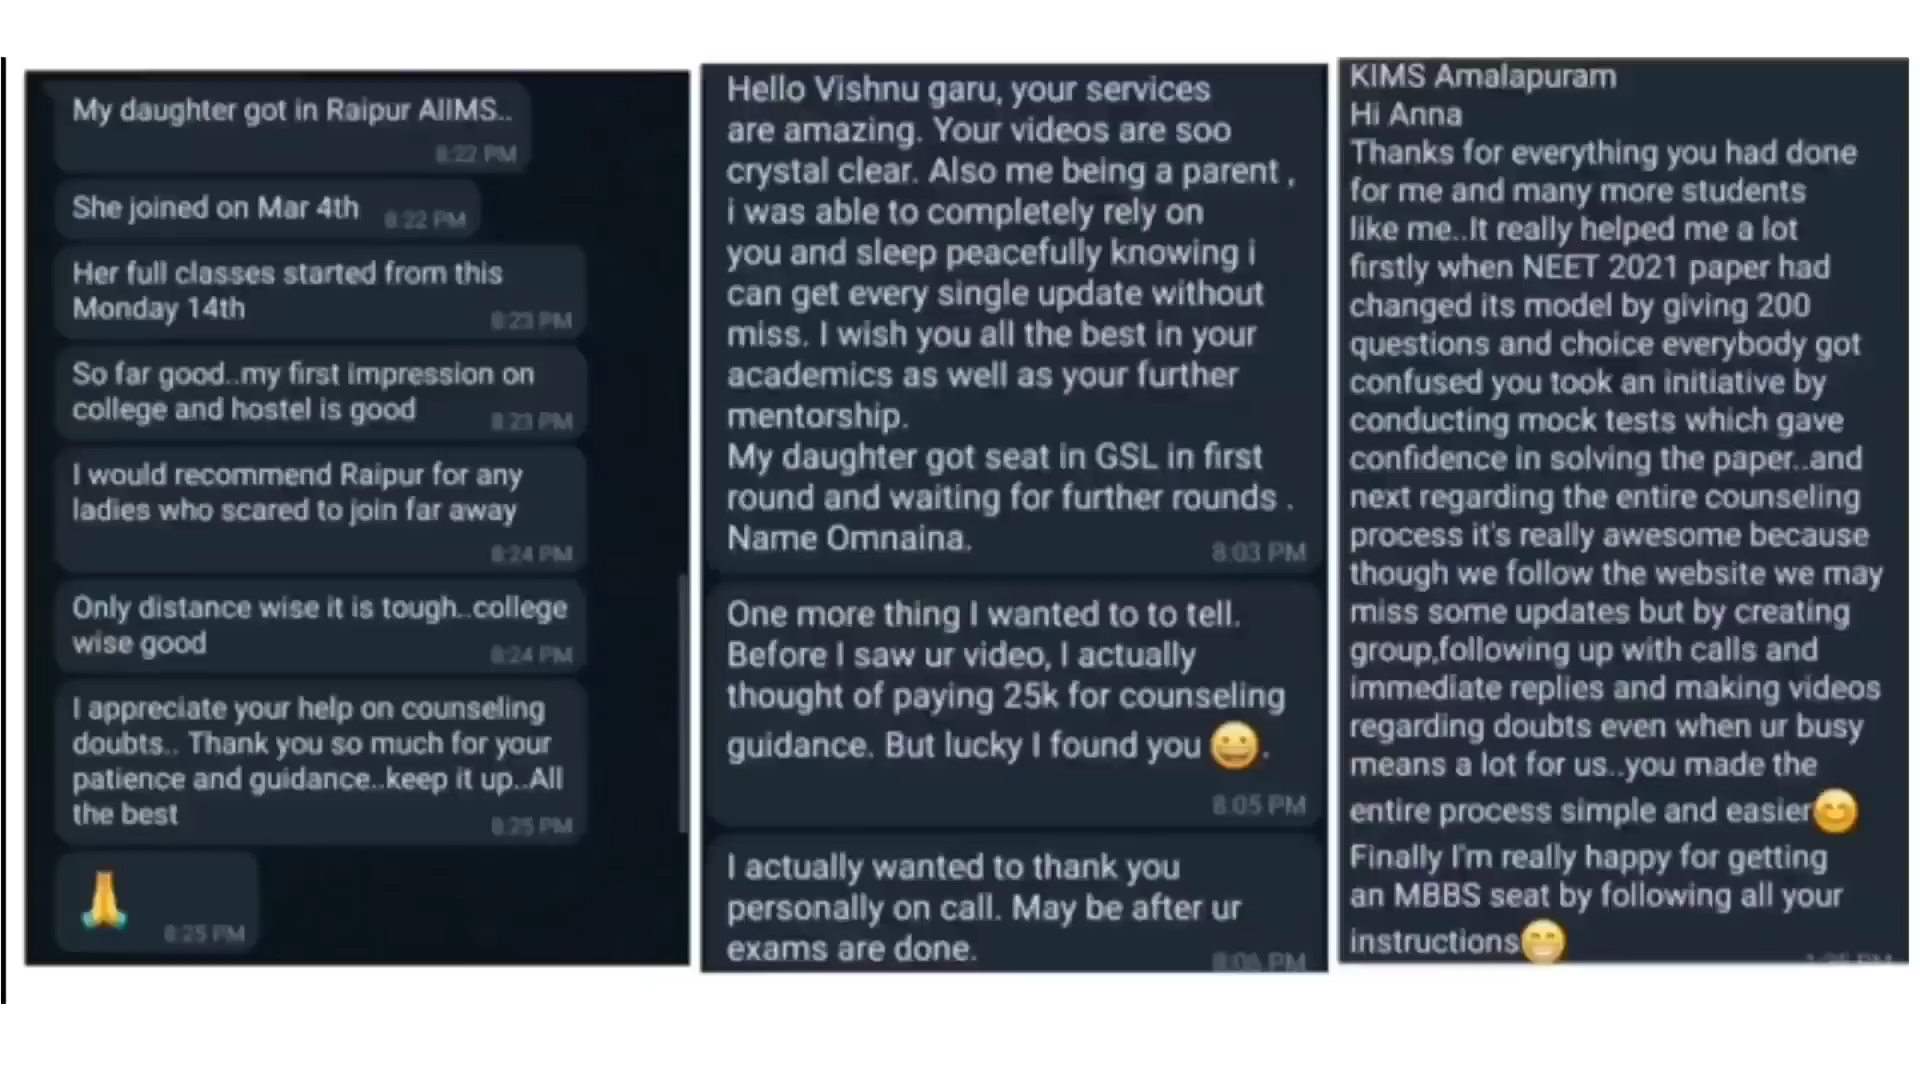 My daughter got in Raipur AIIMS..
8:22 PM
She joined on Mar 4th
8:22 PM
Her full classes started from this
Monday 14th
8:23 PM
So far good..my first impression on
college and hostel is good
8:23 PM
I would recommend Raipur for any
ladies who scared to join far away
8:24 PM
Only distance wise it is tough..college
wise good
8:24 PM
I appreciate your help on counseling
doubts.. Thank you so much for your
patience and guidance..keep it up..All
the best
8:25 PM
🙏
8:25 PM
Hello Vishnu garu, your services
are amazing. Your videos are soo
crystal clear. Also me being a parent ,
i was able to completely rely on
you and sleep peacefully knowing i
can get every single update without
miss. I wish you all the best in your
academics as well as your further
mentorship.
My daughter got seat in GSL in first
round and waiting for further rounds .
Name Omnaina.
8:03 PM
One more thing I wanted to to tell.
Before I saw ur video, I actually
thought of paying 25k for counseling
guidance. But lucky I found you 😀.
8:05 PM
I actually wanted to thank you
personally on call. May be after ur
exams are done.
8:06 PM
KIMS Amalapuram
Hi Anna
Thanks for everything you had done
for me and many more students
like me..It really helped me a lot
firstly when NEET 2021 paper had
changed its model by giving 200
questions and choice everybody got
confused you took an initiative by
conducting mock tests which gave
confidence in solving the paper..and
next regarding the entire counseling
process it's really awesome because
though we follow the website we may
miss some updates but by creating
group,following up with calls and
immediate replies and making videos
regarding doubts even when ur busy
means a lot for us..you made the
entire process simple and easier😊
Finally I'm really happy for getting
an MBBS seat by following all your
instructions😁